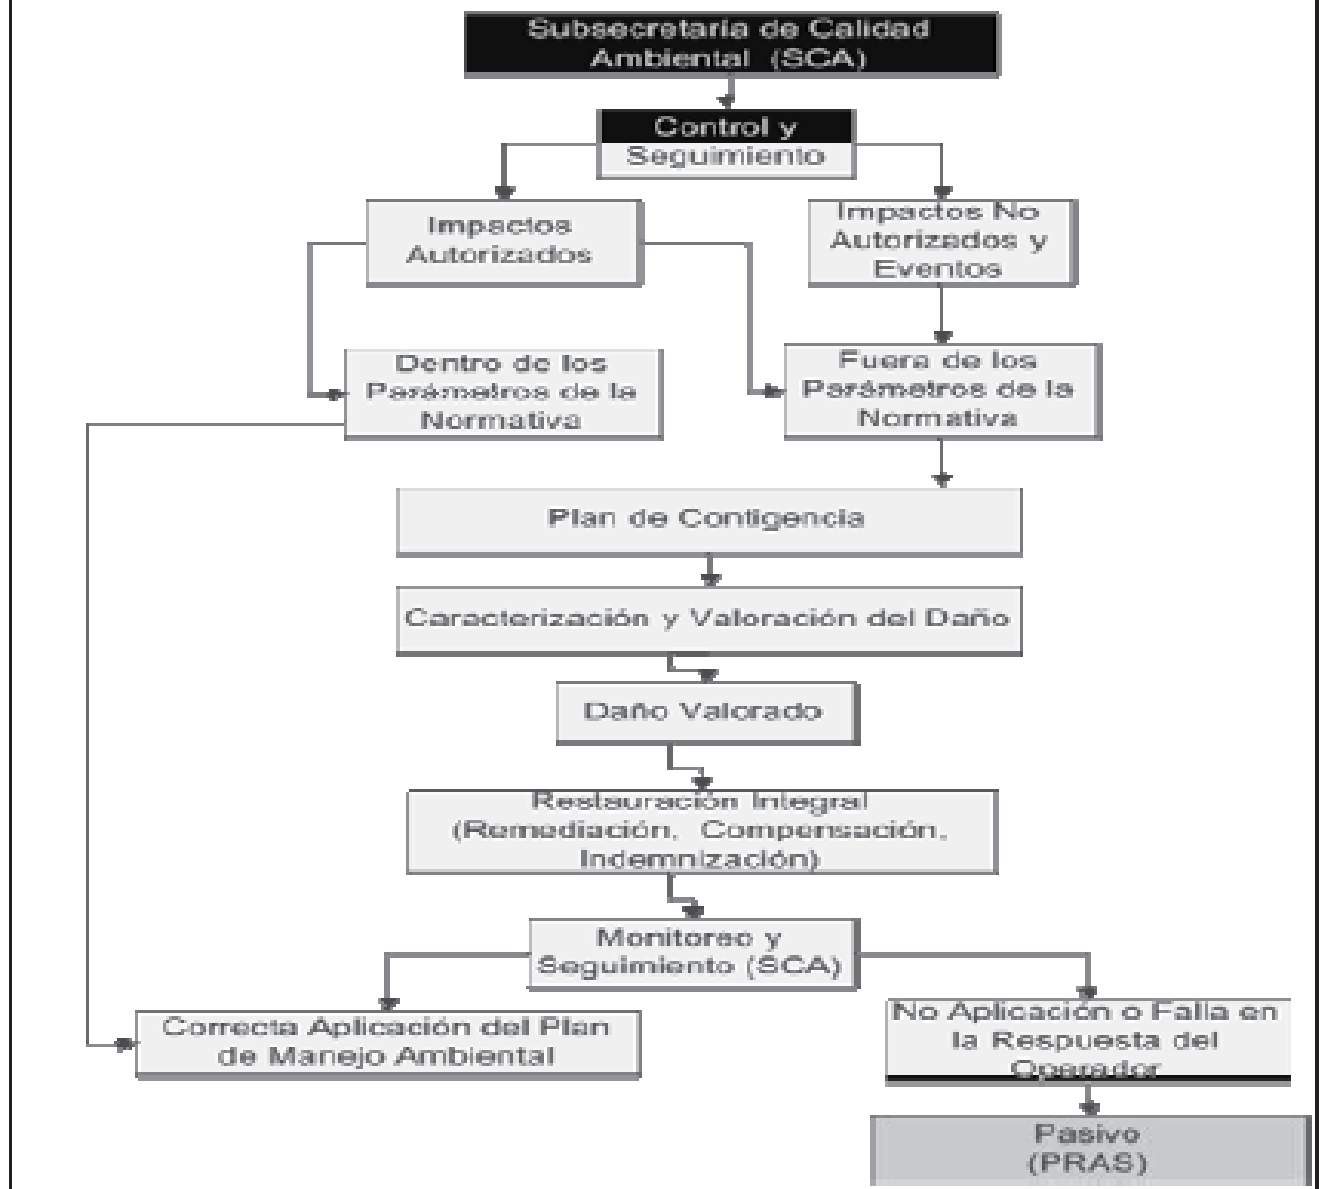 Subsecretaría de Calidad
Ambiental (SCA)
Control y
Seguimiento
Impactos
Autorizados
Impactos No
Autorizados y
Eventos
Dentro de los
Parámetros de la
Normativa
Fuera de los
Parámetros de la
Normativa
Plan de Contigencia
Caracterización y Valoración del Daño
Daño Valorado
Restauración Integral
(Remediación, Compensación,
Indemnización)
Monitoreo y
Seguimiento (SCA)
Correcta Aplicación del Plan
de Manejo Ambiental
No Aplicación o Falla en
la Respuesta del
Operador
Pasivo
(PRAS)